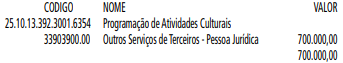 CODIGO NOME VALOR
25.10.13.392.3001.6354 Programação de Atividades Culturais
33903900.00 Outros Serviços de Terceiros - Pessoa Jurídica 700.000,00
700.000,00